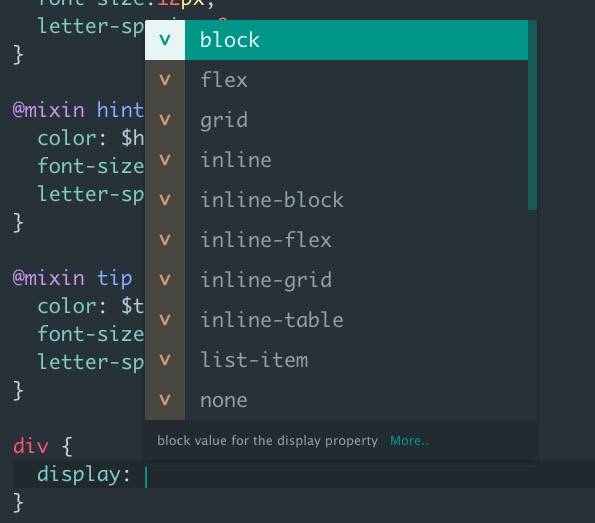 font-size:12px;
letter-sp
}
@mixin hint
color: $h
font-size
letter-sp
}
@mixin tip
color: $t
font-size
letter-sp
}
div {
display:
}
v block
v flex
v grid
v inline
v inline-block
v inline-flex
v inline-grid
v inline-table
v list-item
v none
block value for the display property More..